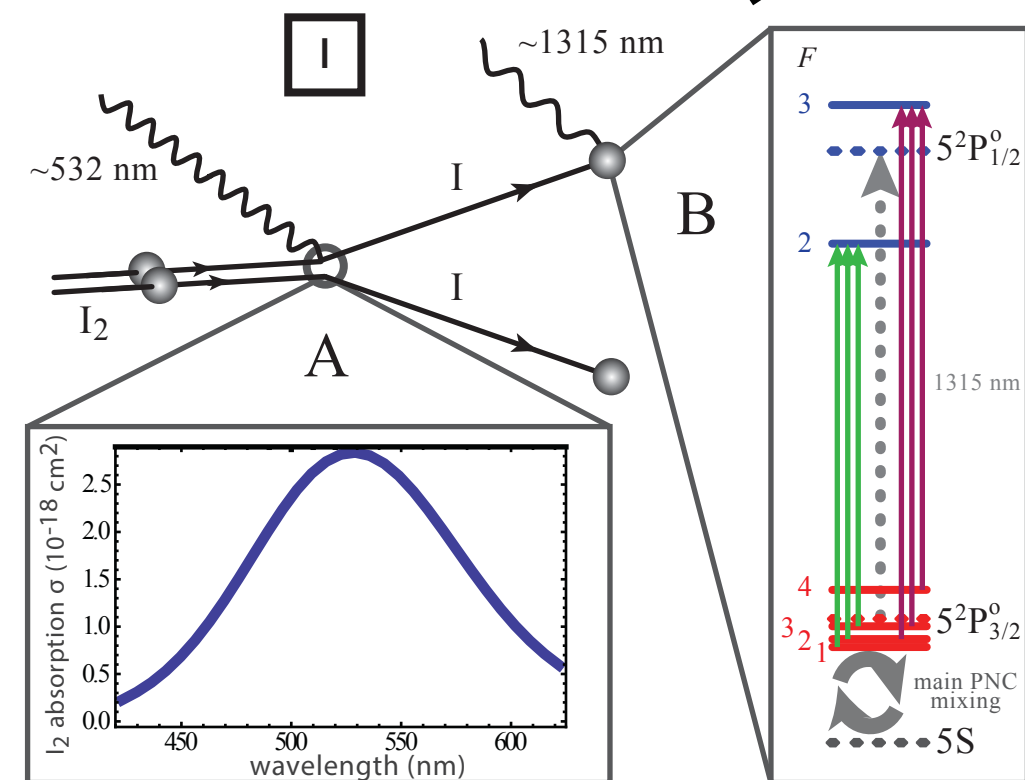 I
~1315 nm
~532 nm
I
I
I₂
A
B
I₂ absorption σ (10⁻¹⁸ cm²)
2.5
2.0
1.5
1.0
0.5
0.0
450
500
550
600
wavelength (nm)
F
3
5²P°₁/₂
2
1315 nm
4
5²P°₃/₂
3
2
1
main PNC
mixing
5S